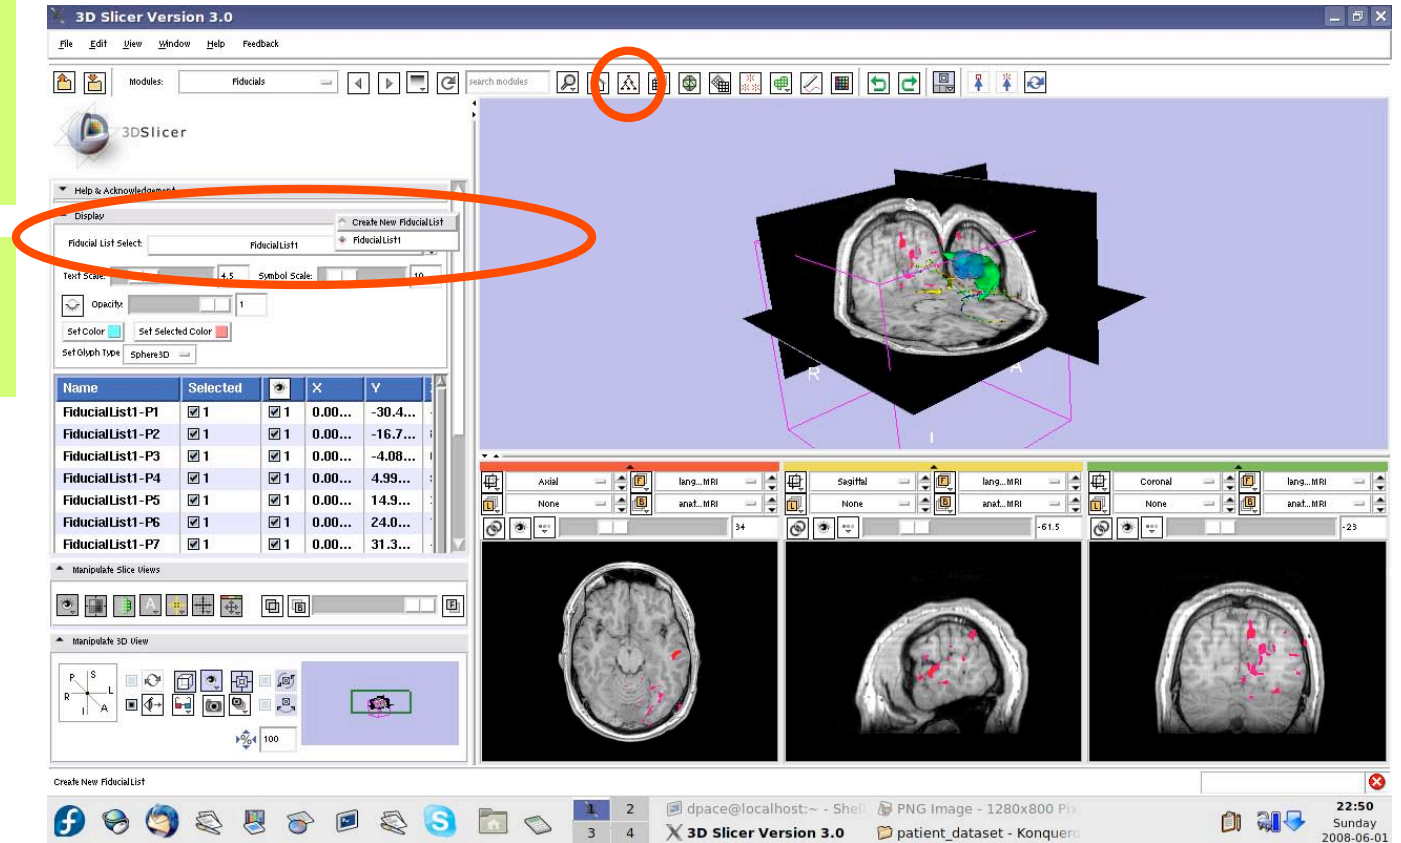 3D Slicer Version 3.0
File Edit View Window Help Feedback
Modules: Fiducials search modules
3DSlicer
Help & Acknowledgement
Display
Create New FiducialList
Fiducial List Select: FiducialList1 FiducialList1
Text Scale: 4.5 Symbol Scale: 10
Opacity: 1
Set Color Set Selected Color
Set Glyph Type Sphere3D
Name Selected X Y
FiducialList1-P1 1 1 0.00... -30.4...
FiducialList1-P2 1 1 0.00... -16.7...
FiducialList1-P3 1 1 0.00... -4.08...
FiducialList1-P4 1 1 0.00... 4.99...
FiducialList1-P5 1 1 0.00... 14.9...
FiducialList1-P6 1 1 0.00... 24.0...
FiducialList1-P7 1 1 0.00... 31.3...
Manipulate Slice Views
A B F
Manipulate 3D View
P S
R L
I A
100
S
R A
I
Axial F lang...MRI Sagittal F lang...MRI Coronal F lang...MRI
L None B anat...MRI L None B anat...MRI L None B anat...MRI
34 -61.5 -23
Create New FiducialList
1 2 dpace@localhost:~ - Shell PNG Image - 1280x800 Pix
3 4 3D Slicer Version 3.0 patient_dataset - Konquero
22:50
Sunday
2008-06-01